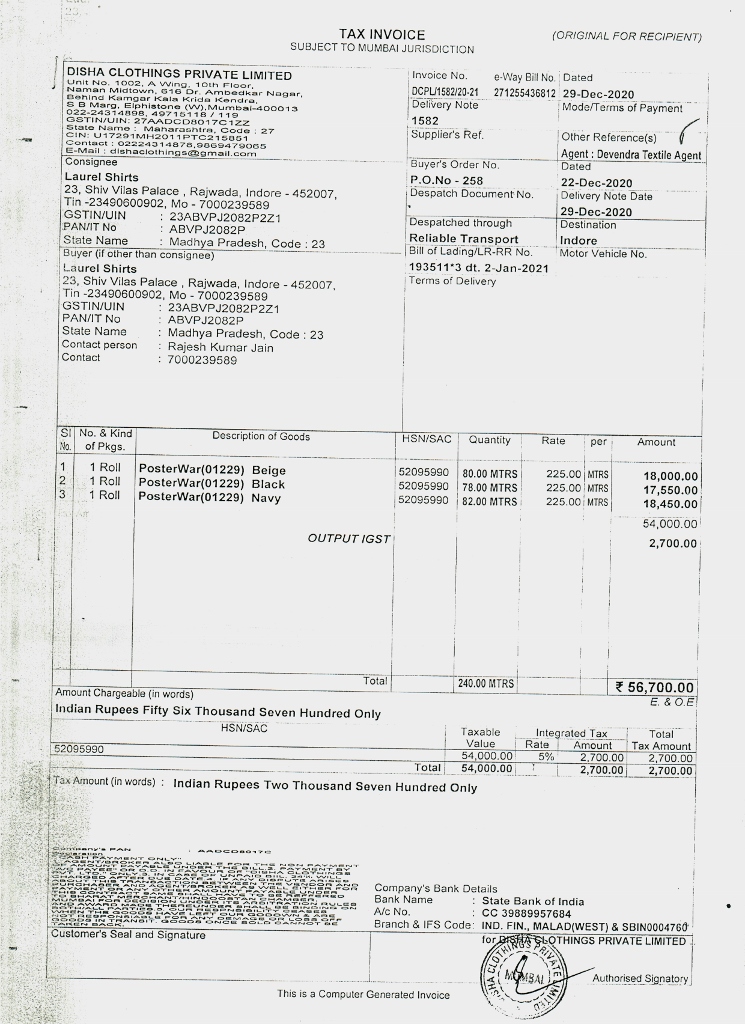 TAX INVOICE
(ORIGINAL FOR RECIPIENT)
SUBJECT TO MUMBAI JURISDICTION
DISHA CLOTHINGS PRIVATE LIMITED
Unit No. 1002, A Wing, 10th Floor,
Naman Midtown, 616 Dr. Ambedkar Nagar,
Behind Kamgar Kala Krida Kendra,
S B Marg, Elphistone (W),Mumbai-400013
022-24314898, 49715118 / 119
GSTIN/UIN: 27AADCD8017C1ZZ
State Name : Maharashtra, Code : 27
CIN: U17291MH2011PTC215851
Contact : 02224314878,9869479065
E-Mail : dishaclothings@gmail.com
Invoice No. e-Way Bill No. Dated
DCPL/1582/20-21 271255436812 29-Dec-2020
Delivery Note Mode/Terms of Payment
1582
Supplier's Ref. Other Reference(s)
Agent : Devendra Textile Agent
Buyer's Order No. Dated
P.O.No - 258 22-Dec-2020
Despatch Document No. Delivery Note Date
29-Dec-2020
Despatched through Destination
Reliable Transport Indore
Bill of Lading/LR-RR No. Motor Vehicle No.
193511*3 dt. 2-Jan-2021
Terms of Delivery
Consignee
Laurel Shirts
23, Shiv Vilas Palace , Rajwada, Indore - 452007,
Tin -23490600902, Mo - 7000239589
GSTIN/UIN : 23ABVPJ2082P2Z1
PAN/IT No : ABVPJ2082P
State Name : Madhya Pradesh, Code : 23
Buyer (if other than consignee)
Laurel Shirts
23, Shiv Vilas Palace , Rajwada, Indore - 452007,
Tin -23490600902, Mo - 7000239589
GSTIN/UIN : 23ABVPJ2082P2Z1
PAN/IT No : ABVPJ2082P
State Name : Madhya Pradesh, Code : 23
Contact person : Rajesh Kumar Jain
Contact : 7000239589
Sl No. No. & Kind of Pkgs. Description of Goods HSN/SAC Quantity Rate per Amount
1 1 Roll PosterWar(01229) Beige 52095990 80.00 MTRS 225.00 MTRS 18,000.00
2 1 Roll PosterWar(01229) Black 52095990 78.00 MTRS 225.00 MTRS 17,550.00
3 1 Roll PosterWar(01229) Navy 52095990 82.00 MTRS 225.00 MTRS 18,450.00
54,000.00
OUTPUT IGST 2,700.00
Total 240.00 MTRS ₹ 56,700.00
Amount Chargeable (in words) E. & O.E
Indian Rupees Fifty Six Thousand Seven Hundred Only
HSN/SAC Taxable Value Integrated Tax Rate Amount Total Tax Amount
52095990 54,000.00 5% 2,700.00 2,700.00
Total 54,000.00 2,700.00 2,700.00
Tax Amount (in words) : Indian Rupees Two Thousand Seven Hundred Only
Company's PAN : AADCD8017C
Company's Bank Details
Bank Name : State Bank of India
A/c No. : CC 39889957684
Branch & IFS Code: IND. FIN., MALAD(WEST) & SBIN0004760
Customer's Seal and Signature
for DISHA CLOTHINGS PRIVATE LIMITED
DISHA CLOTHINGS PRIVATE LIMITED
MUMBAI
Authorised Signatory
This is a Computer Generated Invoice